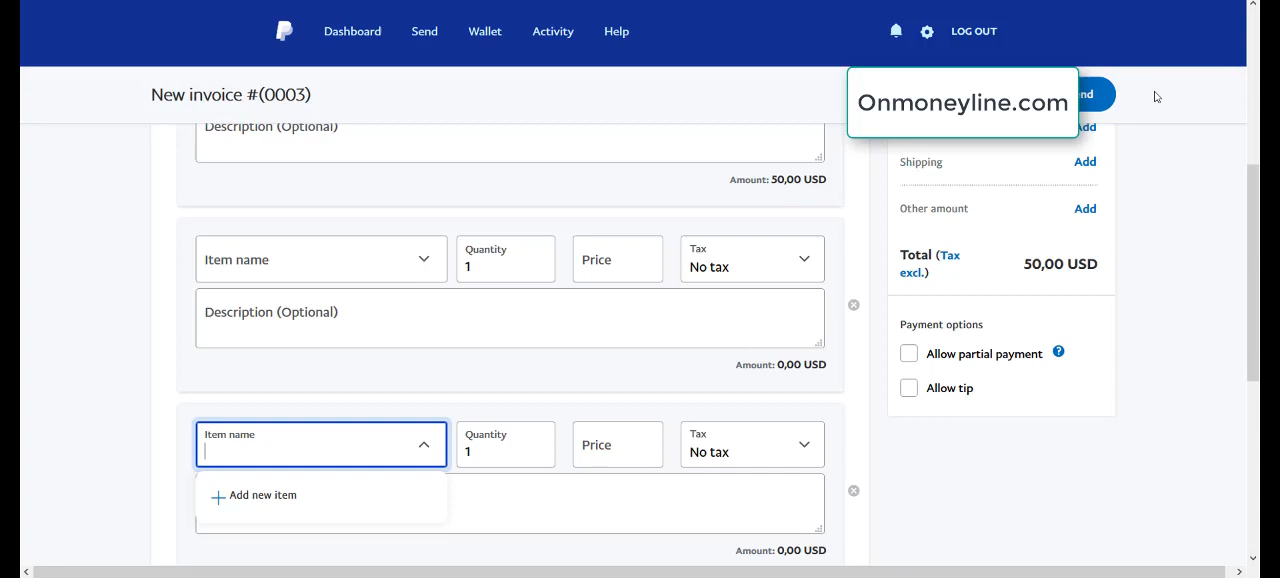 Dashboard Send Wallet Activity Help LOG OUT
New invoice #(0003)
Onmoneyline.com
Description (Optional)
Amount: 50,00 USD
Add
Shipping Add
Other amount Add
Total (Tax
excl.) 50,00 USD
Item name Quantity 1 Price Tax No tax
Description (Optional)
Amount: 0,00 USD
Payment options
Allow partial payment ?
Allow tip
Item name Quantity 1 Price Tax No tax
Add new item
Amount: 0,00 USD